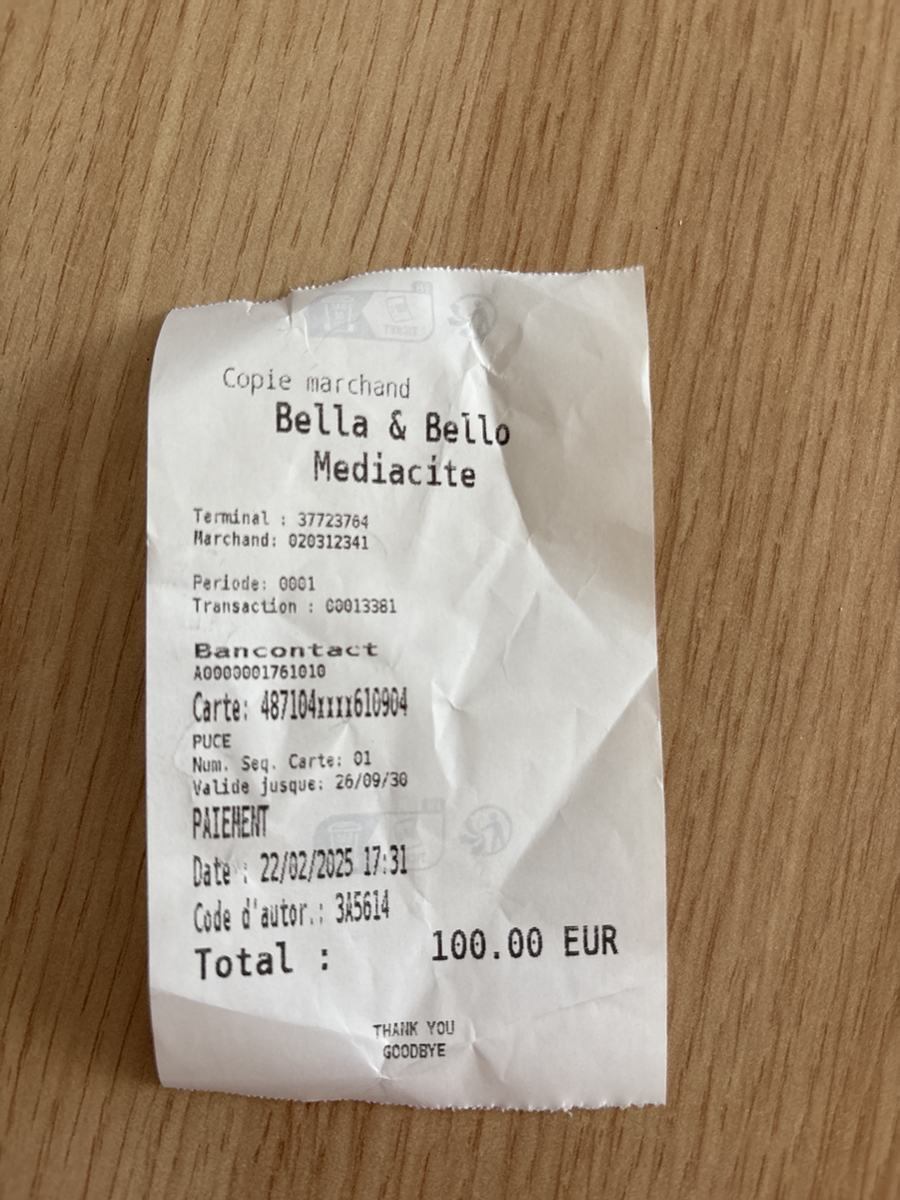 TICKET
Copie marchand
Bella & Bello
Mediacite
Terminal : 37723764
Marchand: 020312341
Periode: 0001
Transaction : 00013381
Bancontact
A0000001761010
Carte: 487104xxxx610904
PUCE
Num. Seq. Carte: 01
Valide jusque: 26/09/30
PAIEMENT
Date : 22/02/2025 17:31
Code d'autor.: 3A5614
Total : 100.00 EUR
THANK YOU
GOODBYE